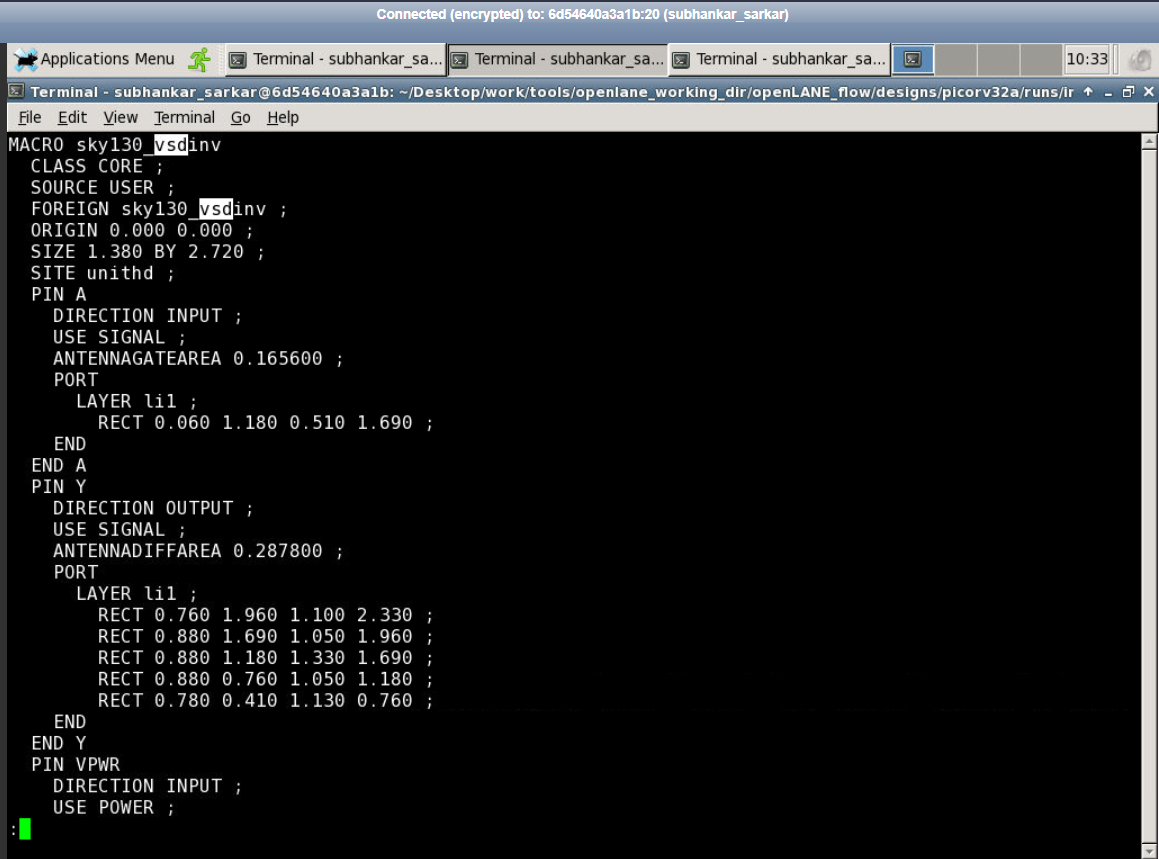 Connected (encrypted) to: 6d54640a3a1b:20 (subhankar_sarkar)
Applications Menu
Terminal - subhankar_sa...
Terminal - subhankar_sa...
Terminal - subhankar_sa...
10:33
Terminal - subhankar_sarkar@6d54640a3a1b: ~/Desktop/work/tools/openlane_working_dir/openLANE_flow/designs/picorv32a/runs/ir
File Edit View Terminal Go Help
MACRO sky130_vsdinv
  CLASS CORE ;
  SOURCE USER ;
  FOREIGN sky130_vsdinv ;
  ORIGIN 0.000 0.000 ;
  SIZE 1.380 BY 2.720 ;
  SITE unithd ;
  PIN A
    DIRECTION INPUT ;
    USE SIGNAL ;
    ANTENNAGATEAREA 0.165600 ;
    PORT
      LAYER li1 ;
        RECT 0.060 1.180 0.510 1.690 ;
    END
  END A
  PIN Y
    DIRECTION OUTPUT ;
    USE SIGNAL ;
    ANTENNADIFFAREA 0.287800 ;
    PORT
      LAYER li1 ;
        RECT 0.760 1.960 1.100 2.330 ;
        RECT 0.880 1.690 1.050 1.960 ;
        RECT 0.880 1.180 1.330 1.690 ;
        RECT 0.880 0.760 1.050 1.180 ;
        RECT 0.780 0.410 1.130 0.760 ;
    END
  END Y
  PIN VPWR
    DIRECTION INPUT ;
    USE POWER ;
: